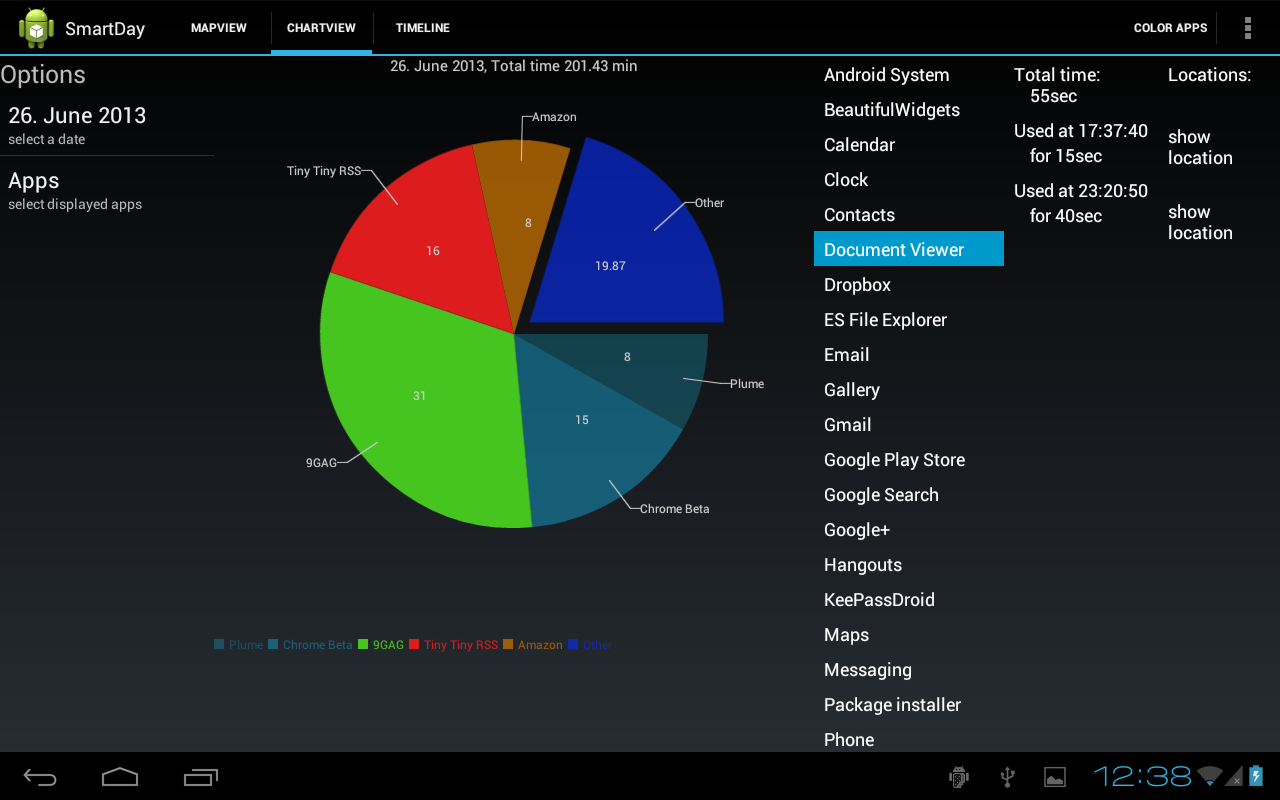 SmartDay
MAPVIEW
CHARTVIEW
TIMELINE
COLOR APPS
Options
26. June 2013
select a date
Apps
select displayed apps
26. June 2013, Total time 201.43 min
Amazon
Tiny Tiny RSS
Other
8
16
19.87
8
31
15
Plume
9GAG
Chrome Beta
Plume Chrome Beta 9GAG Tiny Tiny RSS Amazon Other
Android System
BeautifulWidgets
Calendar
Clock
Contacts
Document Viewer
Dropbox
ES File Explorer
Email
Gallery
Gmail
Google Play Store
Google Search
Google+
Hangouts
KeePassDroid
Maps
Messaging
Package installer
Phone
Total time:
55sec
Used at 17:37:40
for 15sec
Used at 23:20:50
for 40sec
Locations:
show
location
show
location
12:38